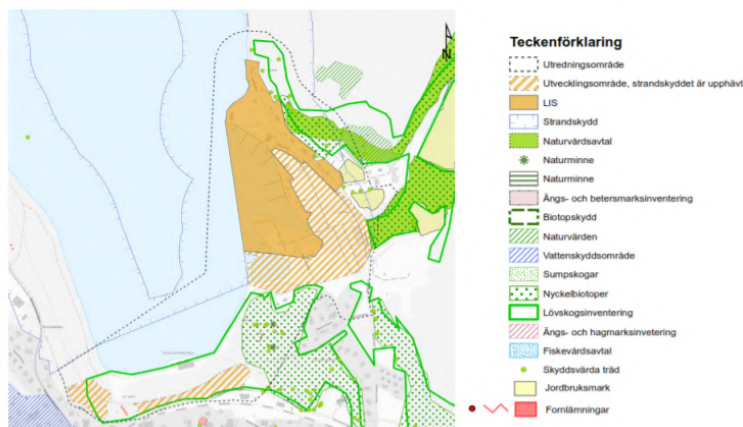 N
Teckenförklaring
Utredningsområde
Utvecklingsområde, strandskyddet är upphävt
LIS
Strandskydd
Naturvårdsavtal
Naturminne
Naturminne
Ängs- och betersmarksinventering
Biotopskydd
Naturvärden
Vattenskyddsområde
Sumpskogar
Nyckelbiotoper
Lövskogsinventering
Ängs- och hagmarksinvetering
Fiskevårdsavtal
Skyddsvärda träd
Jordbruksmark
Fornlämningar